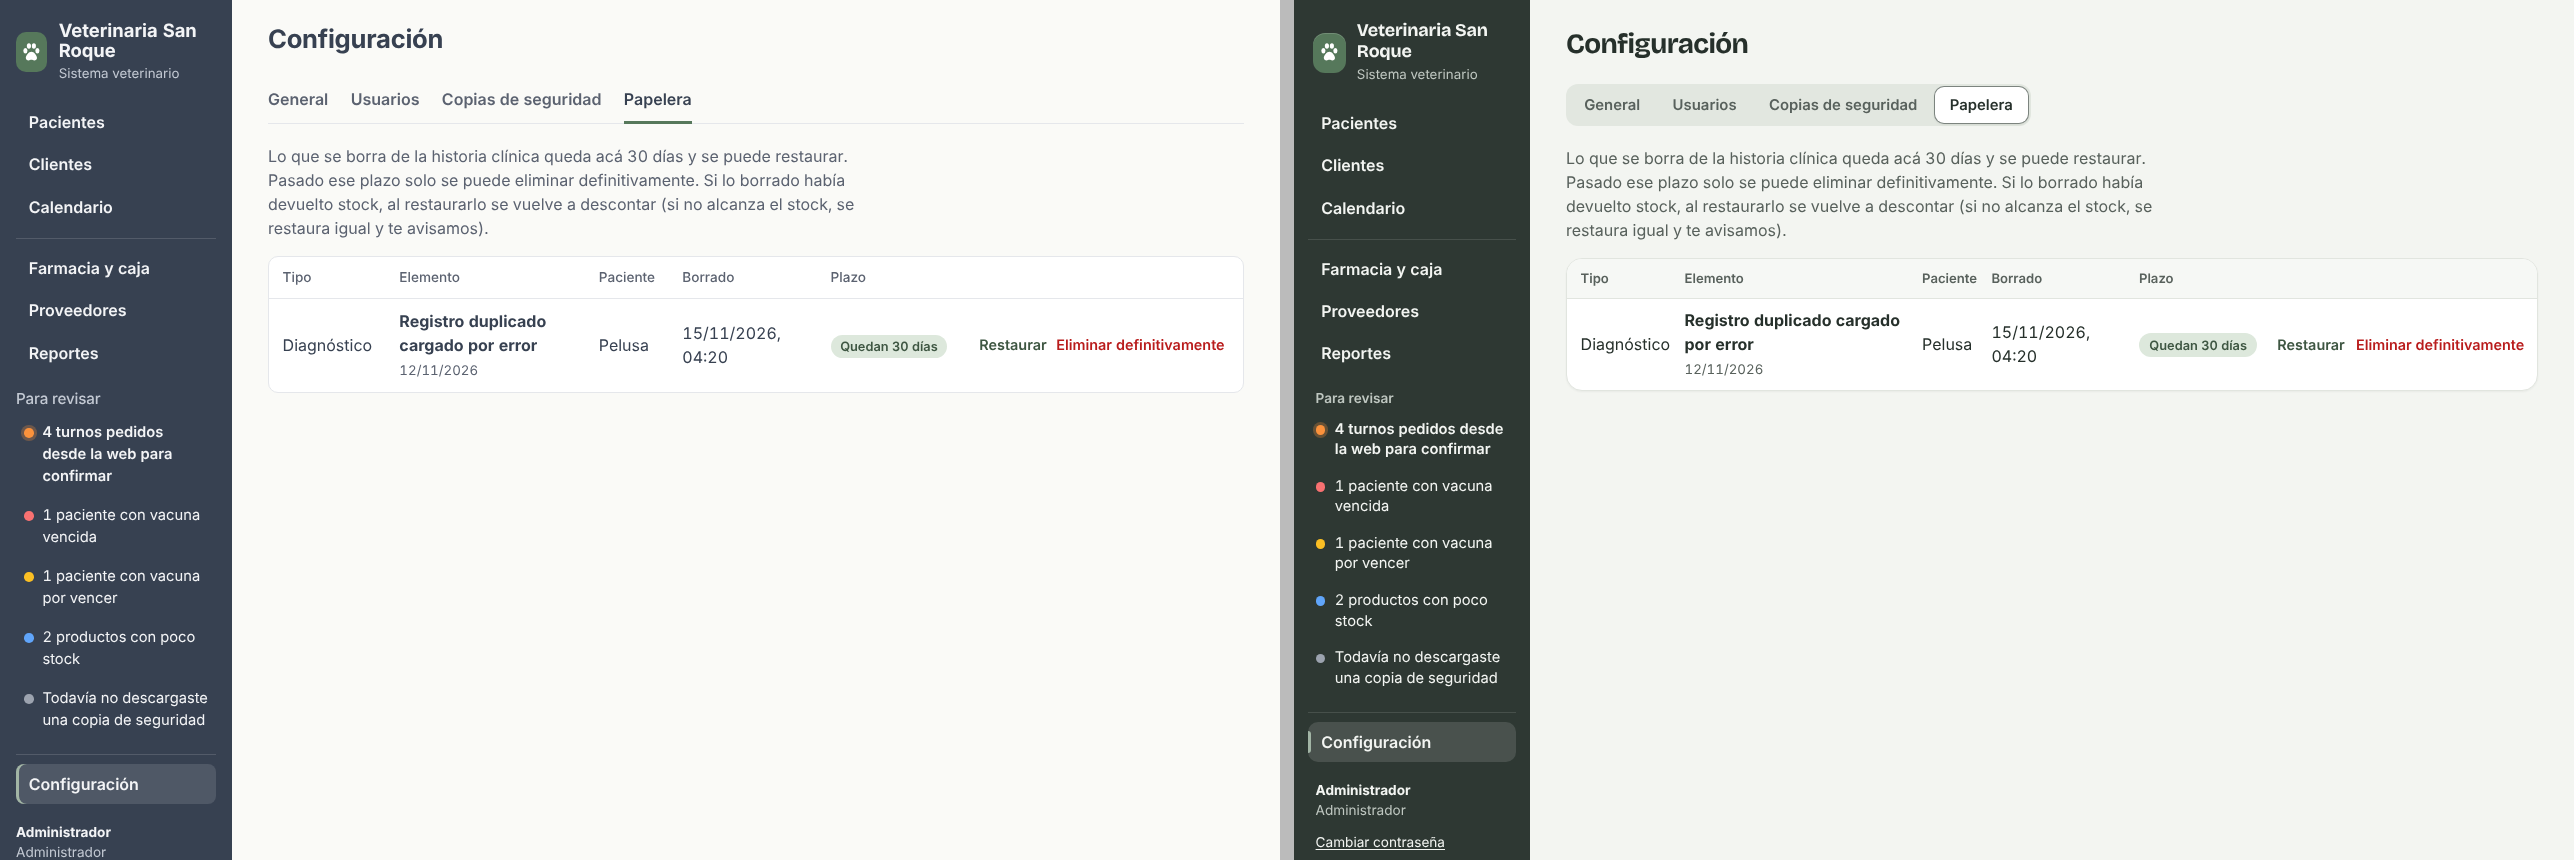 Veterinaria San
Roque
Sistema veterinario
Pacientes
Clientes
Calendario
Farmacia y caja
Proveedores
Reportes
Para revisar
4 turnos pedidos
desde la web para
confirmar
1 paciente con vacuna
vencida
1 paciente con vacuna
por vencer
2 productos con poco
stock
Todavía no descargaste
una copia de seguridad
Configuración
Administrador
Administrador
Configuración
General Usuarios Copias de seguridad Papelera
Lo que se borra de la historia clínica queda acá 30 días y se puede restaurar.
Pasado ese plazo solo se puede eliminar definitivamente. Si lo borrado había
devuelto stock, al restaurarlo se vuelve a descontar (si no alcanza el stock, se
restaura igual y te avisamos).
Tipo Elemento Paciente Borrado Plazo
Diagnóstico
Registro duplicado
cargado por error
12/11/2026
Pelusa
15/11/2026,
04:20
Quedan 30 días
Restaurar Eliminar definitivamente
Veterinaria San
Roque
Sistema veterinario
Pacientes
Clientes
Calendario
Farmacia y caja
Proveedores
Reportes
Para revisar
4 turnos pedidos desde
la web para confirmar
1 paciente con vacuna
vencida
1 paciente con vacuna
por vencer
2 productos con poco
stock
Todavía no descargaste
una copia de seguridad
Configuración
Administrador
Administrador
Cambiar contraseña
Configuración
General Usuarios Copias de seguridad Papelera
Lo que se borra de la historia clínica queda acá 30 días y se puede restaurar.
Pasado ese plazo solo se puede eliminar definitivamente. Si lo borrado había
devuelto stock, al restaurarlo se vuelve a descontar (si no alcanza el stock, se
restaura igual y te avisamos).
Tipo Elemento Paciente Borrado Plazo
Diagnóstico
Registro duplicado cargado
por error
12/11/2026
Pelusa
15/11/2026,
04:20
Quedan 30 días
Restaurar Eliminar definitivamente